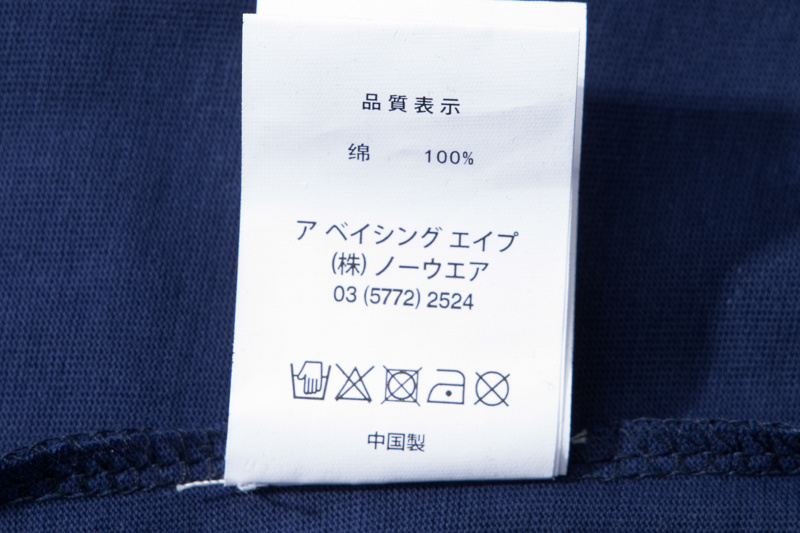 品質表示
绵 100%
ア ベイシング エイプ
(株) ノーウエア
03 (5772) 2524
中国製